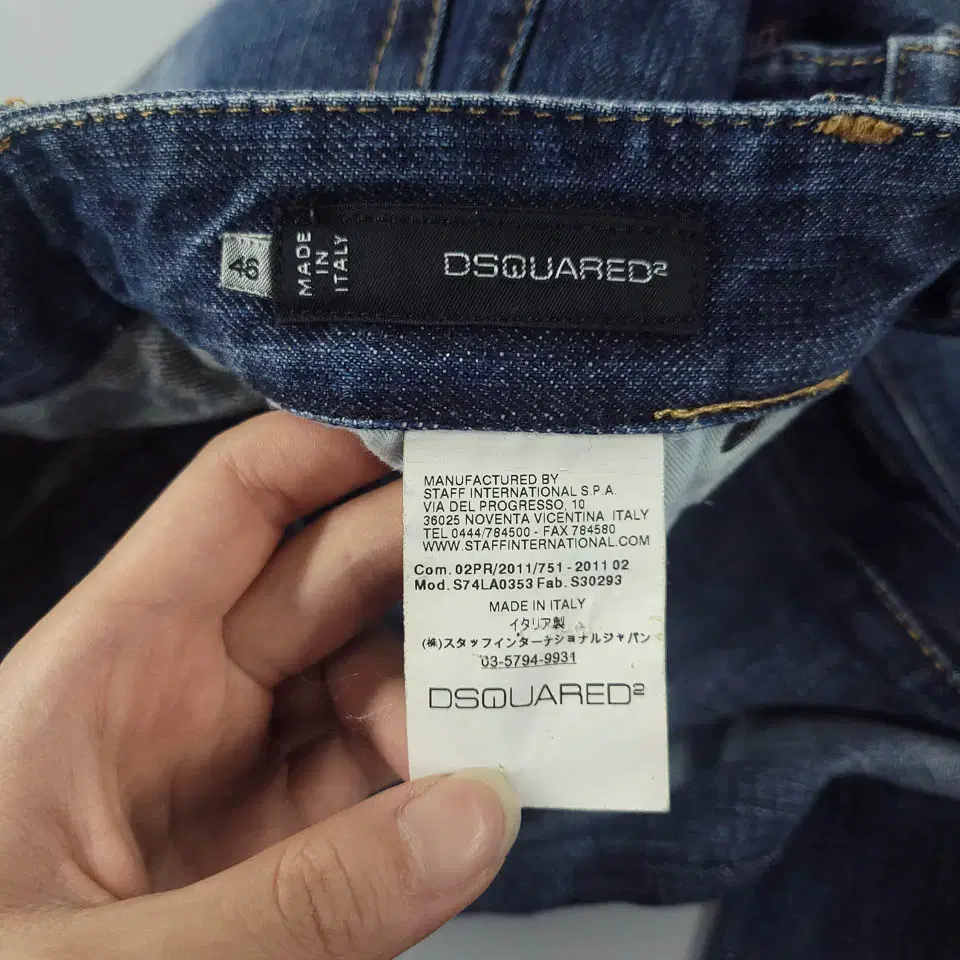 46
MADE
IN
ITALY
DSQUARED²
MANUFACTURED BY
STAFF INTERNATIONAL S.P.A.
VIA DEL PROGRESSO, 10
36025 NOVENTA VICENTINA ITALY
TEL 0444/784500 - FAX 784580
WWW.STAFFINTERNATIONAL.COM
Com. 02PR/2011/751 - 2011 02
Mod. S74LA0353 Fab. S30293
MADE IN ITALY
イタリア製
(株)スタッフインターナショナルジャパン
03-5794-9931
DSQUARED²